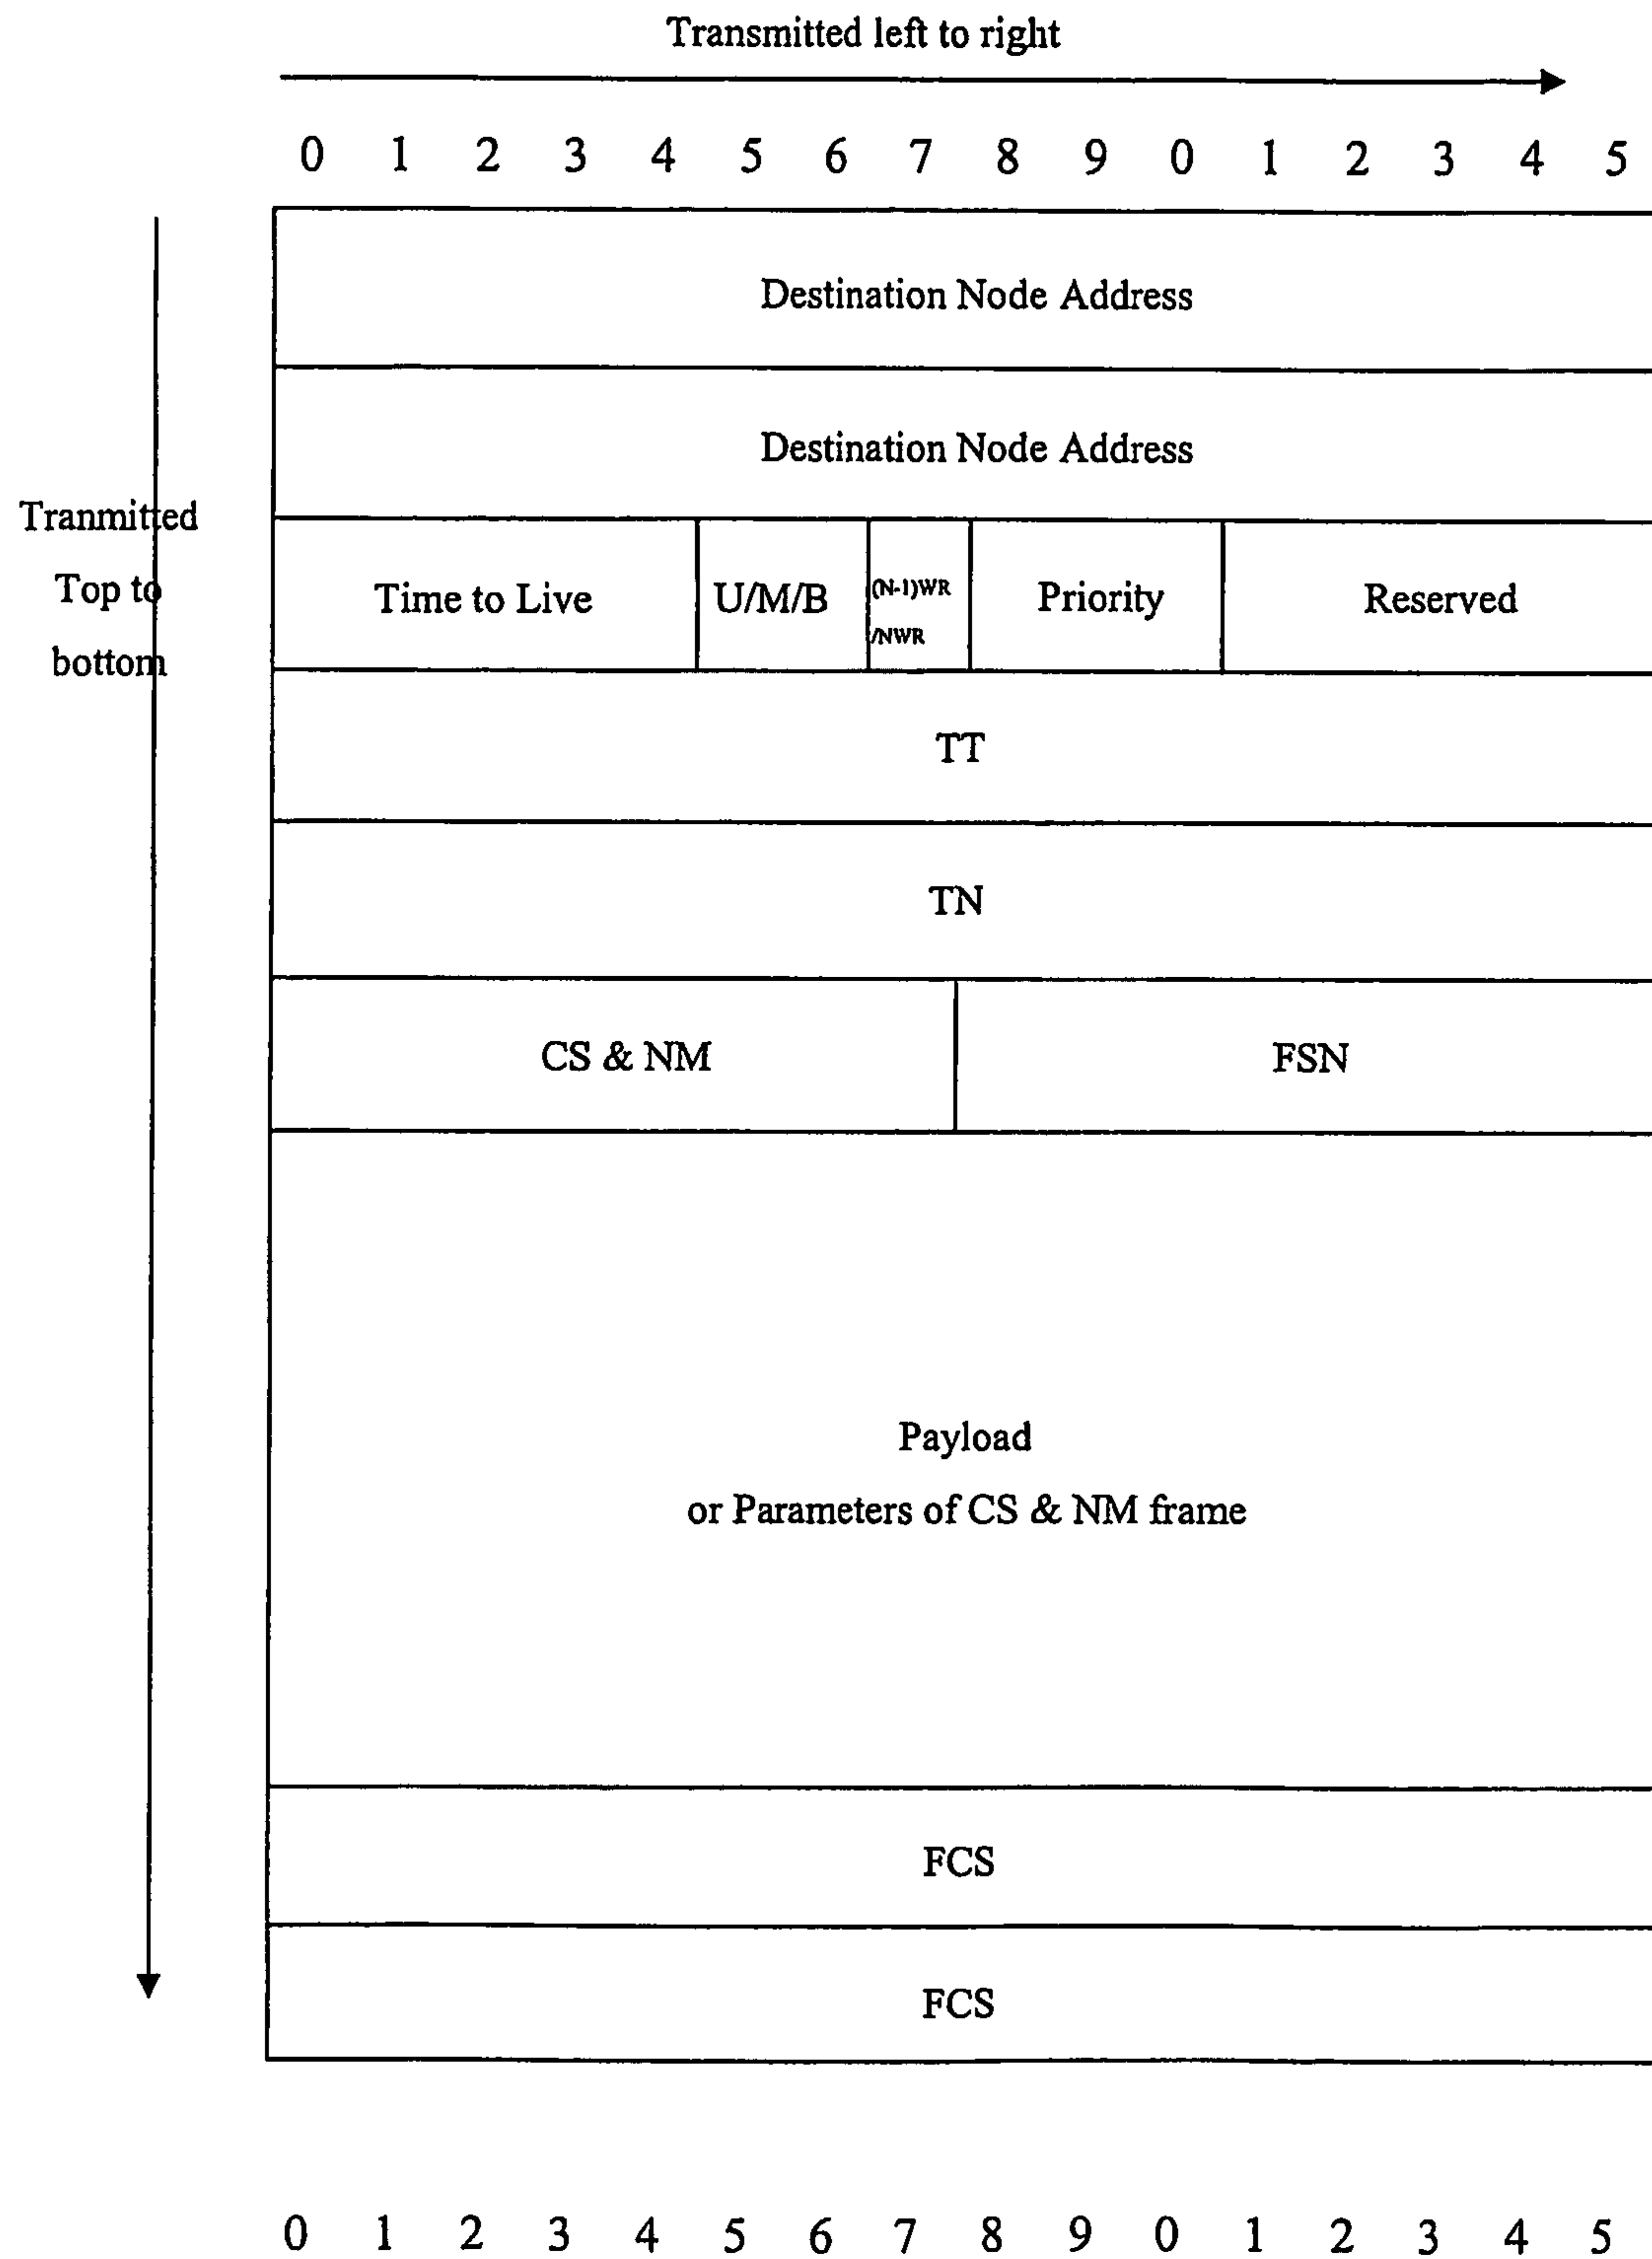 Transmitted left to right
0 1 2 3 4 5 6 7 8 9 0 1 2 3 4 5
Destination Node Address
Destination Node Address
Tranmitted
Top to
bottom
Time to Live U/M/B (N-1)WR
/NWR Priority Reserved
TT
TN
CS & NM FSN
Payload
or Parameters of CS & NM frame
FCS
FCS
0 1 2 3 4 5 6 7 8 9 0 1 2 3 4 5